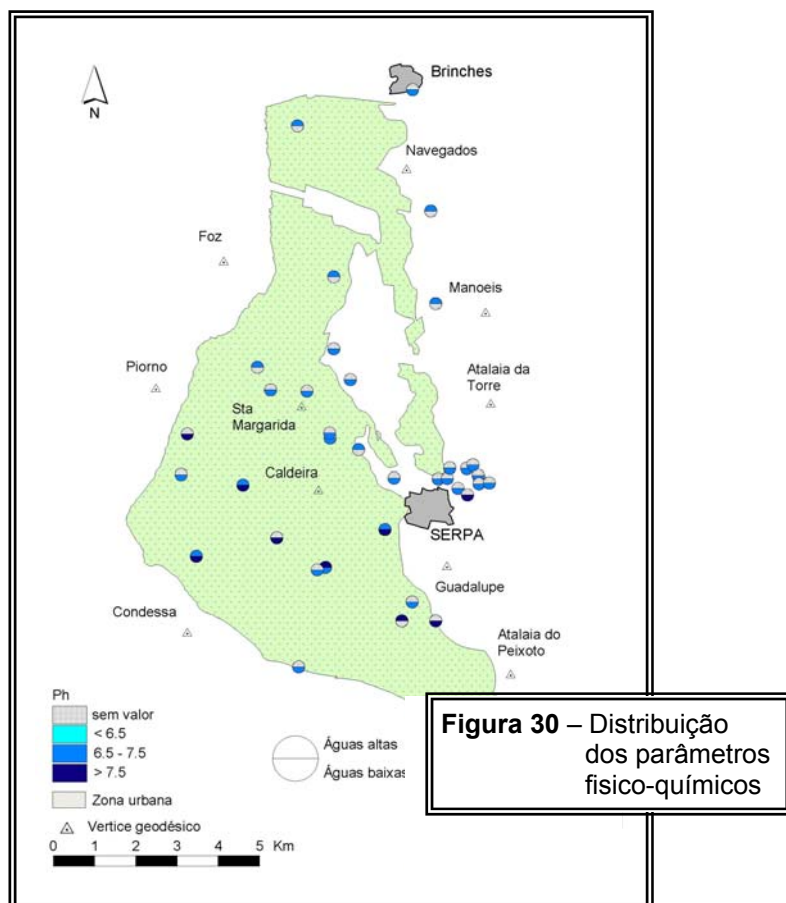 Brinches
N
Navegados
Foz
Manoeis
Piorno
Atalaia da
Torre
Sta
Margarida
Caldeira
SERPA
Guadalupe
Condessa
Atalaia do
Peixoto
Ph
sem valor
< 6.5
6.5 - 7.5
> 7.5
Zona urbana
Vertice geodésico
0 1 2 3 4 5 Km
Águas altas
Águas baixas
Figura 30 – Distribuição
dos parâmetros
fisico-químicos